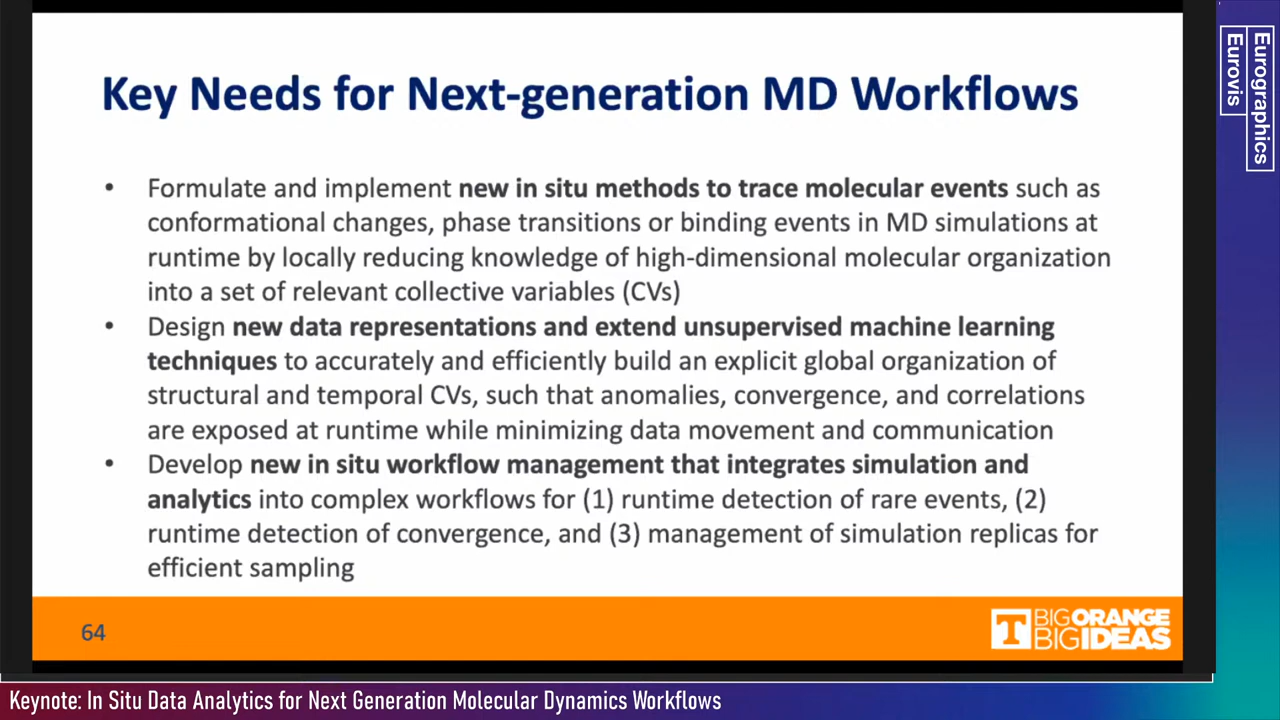 Key Needs for Next-generation MD Workflows
• Formulate and implement new in situ methods to trace molecular events such as
conformational changes, phase transitions or binding events in MD simulations at
runtime by locally reducing knowledge of high-dimensional molecular organization
into a set of relevant collective variables (CVs)
• Design new data representations and extend unsupervised machine learning
techniques to accurately and efficiently build an explicit global organization of
structural and temporal CVs, such that anomalies, convergence, and correlations
are exposed at runtime while minimizing data movement and communication
• Develop new in situ workflow management that integrates simulation and
analytics into complex workflows for (1) runtime detection of rare events, (2)
runtime detection of convergence, and (3) management of simulation replicas for
efficient sampling
64
T BIG ORANGE
BIG IDEAS
Eurographics
Eurovis
Keynote: In Situ Data Analytics for Next Generation Molecular Dynamics Workflows